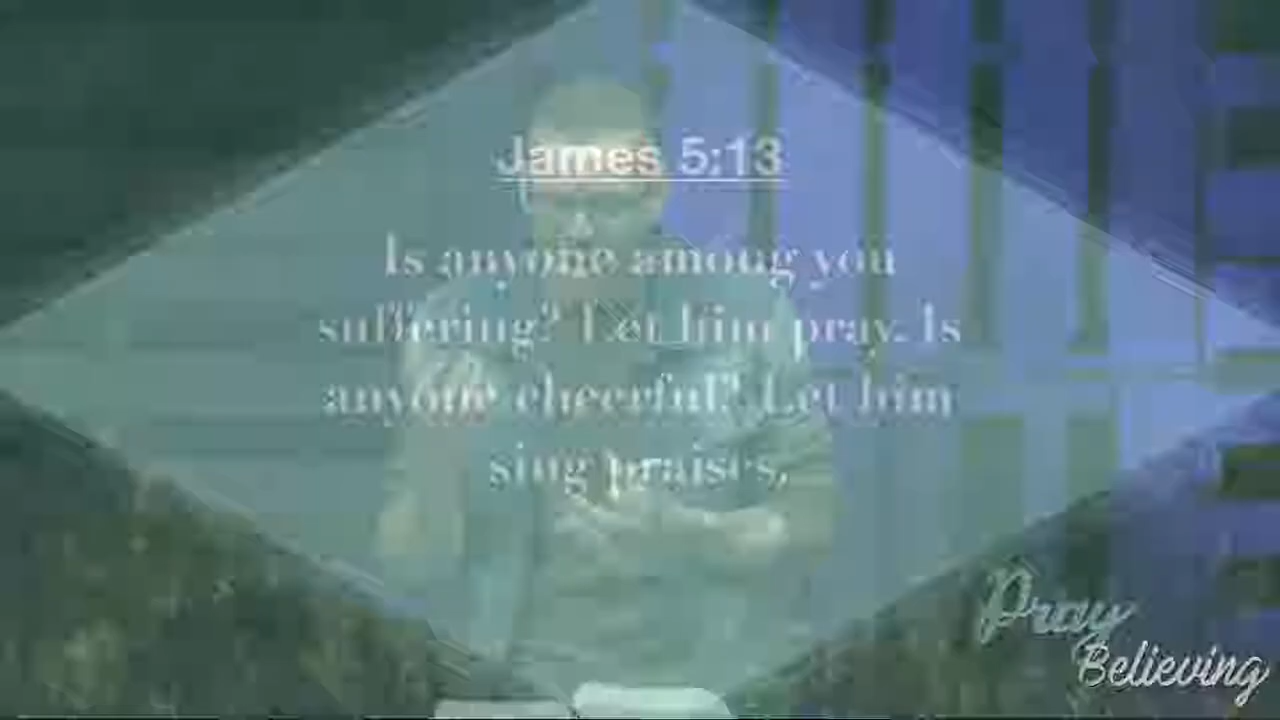 James 5:13
Is anyone among you
suffering? Let him pray. Is
anyone cheerful? Let him
sing praises.
Pray
Believing